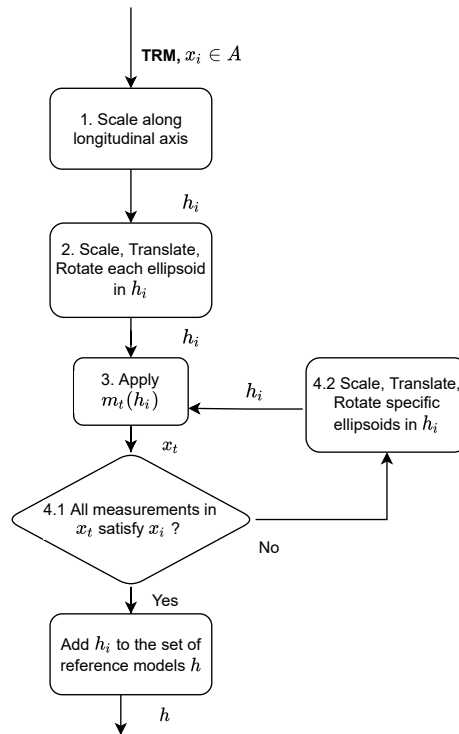 TRM, x_i ∈ A
1. Scale along
longitudinal axis
h_i
2. Scale, Translate,
Rotate each ellipsoid
in h_i
h_i
3. Apply
m_t(h_i)
h_i
4.2 Scale, Translate,
Rotate specific
ellipsoids in h_i
x_t
4.1 All measurements in
x_t satisfy x_i ?
No
Yes
Add h_i to the set of
reference models h
h